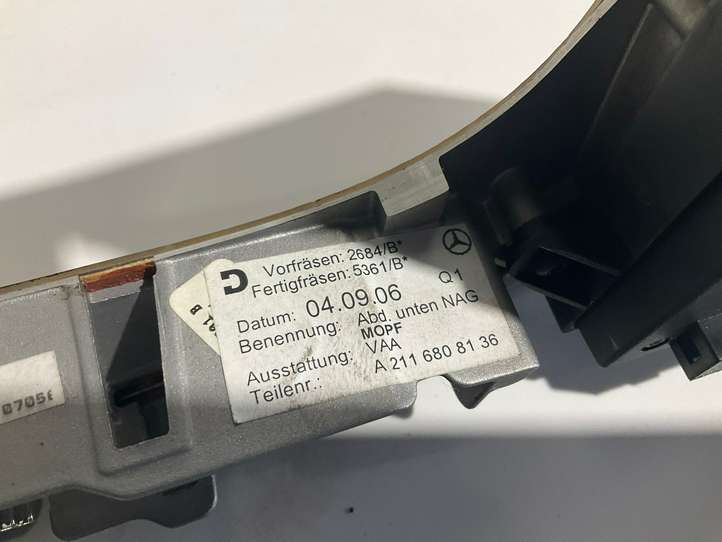 Vorfräsen: 2684/B*
Fertigfräsen: 5361/B*
Datum: 04.09.06 Q1
Benennung: Abd. unten NAG
MOPF
Ausstattung: VAA
Teilenr.: A 211 680 81 36